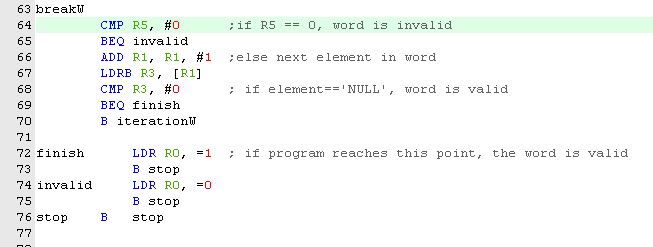 63 breakW
64 CMP R5, #0 ;if R5 == 0, word is invalid
65 BEQ invalid
66 ADD R1, R1, #1 ;else next element in word
67 LDRB R3, [R1]
68 CMP R3, #0 ; if element=='NULL', word is valid
69 BEQ finish
70 B iterationW
71
72 finish LDR R0, =1 ; if program reaches this point, the word is valid
73 B stop
74 invalid LDR R0, =0
75 B stop
76 stop B stop
77